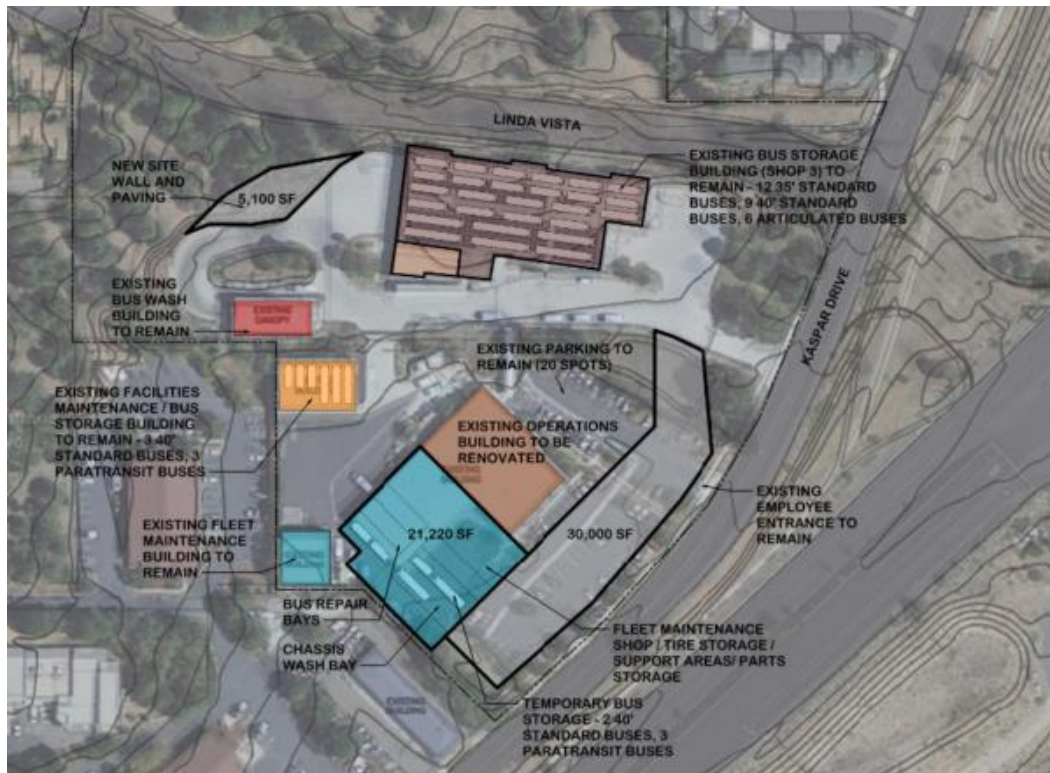 LINDA VISTA
NEW SITE
WALL AND
PAVING
5,100 SF
EXISTING BUS STORAGE
BUILDING (SHOP 3) TO
REMAIN - 12 35' STANDARD
BUSES, 9 40' STANDARD
BUSES, 6 ARTICULATED BUSES
EXISTING
BUS WASH
BUILDING
TO REMAIN
EXISTING
CANOPY
KASPAR DRIVE
EXISTING PARKING TO
REMAIN (20 SPOTS)
EXISTING FACILITIES
MAINTENANCE / BUS
STORAGE BUILDING
TO REMAIN - 3 40'
STANDARD BUSES, 3
PARATRANSIT BUSES
EXISTING OPERATIONS
BUILDING TO BE
RENOVATED
EXISTING
BUILDING
EXISTING
EMPLOYEE
ENTRANCE TO
REMAIN
EXISTING FLEET
MAINTENANCE
BUILDING TO
REMAIN
21,220 SF
30,000 SF
BUS REPAIR
BAYS
CHASSIS
WASH BAY
FLEET MAINTENANCE
SHOP / TIRE STORAGE /
SUPPORT AREAS/ PARTS
STORAGE
EXISTING
BUILDING
TEMPORARY BUS
STORAGE - 2 40'
STANDARD BUSES, 3
PARATRANSIT BUSES